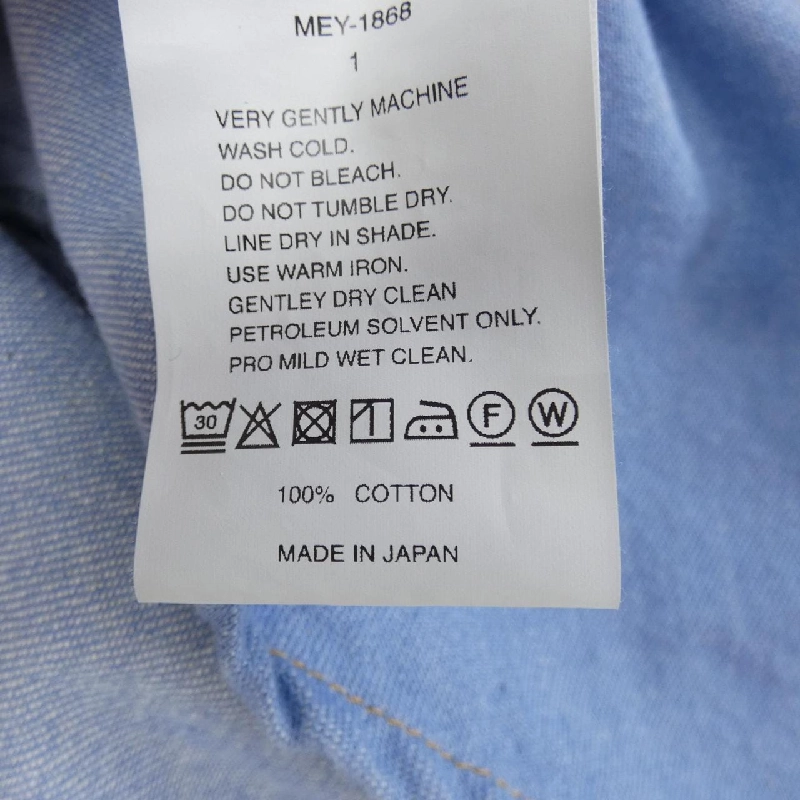 MEY-1868
1
VERY GENTLY MACHINE
WASH COLD.
DO NOT BLEACH.
DO NOT TUMBLE DRY.
LINE DRY IN SHADE.
USE WARM IRON.
GENTLEY DRY CLEAN
PETROLEUM SOLVENT ONLY.
PRO MILD WET CLEAN.
30 F W
100% COTTON
MADE IN JAPAN